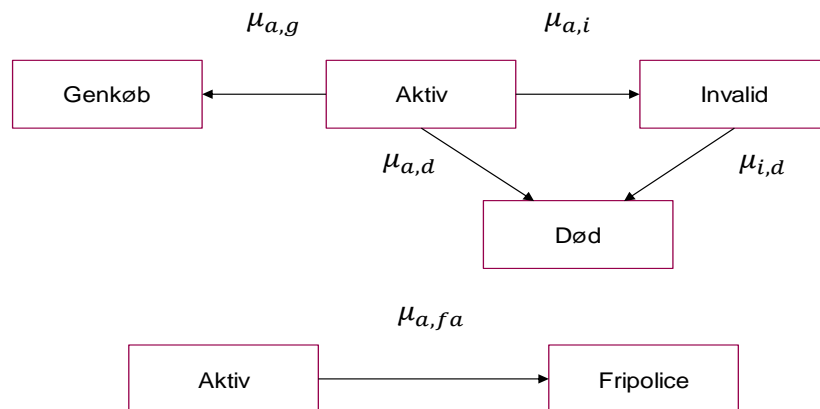 μ_{a,g} μ_{a,i}
Genkøb Aktiv Invalid
μ_{a,d} μ_{i,d}
Død
μ_{a,fa}
Aktiv Fripolice